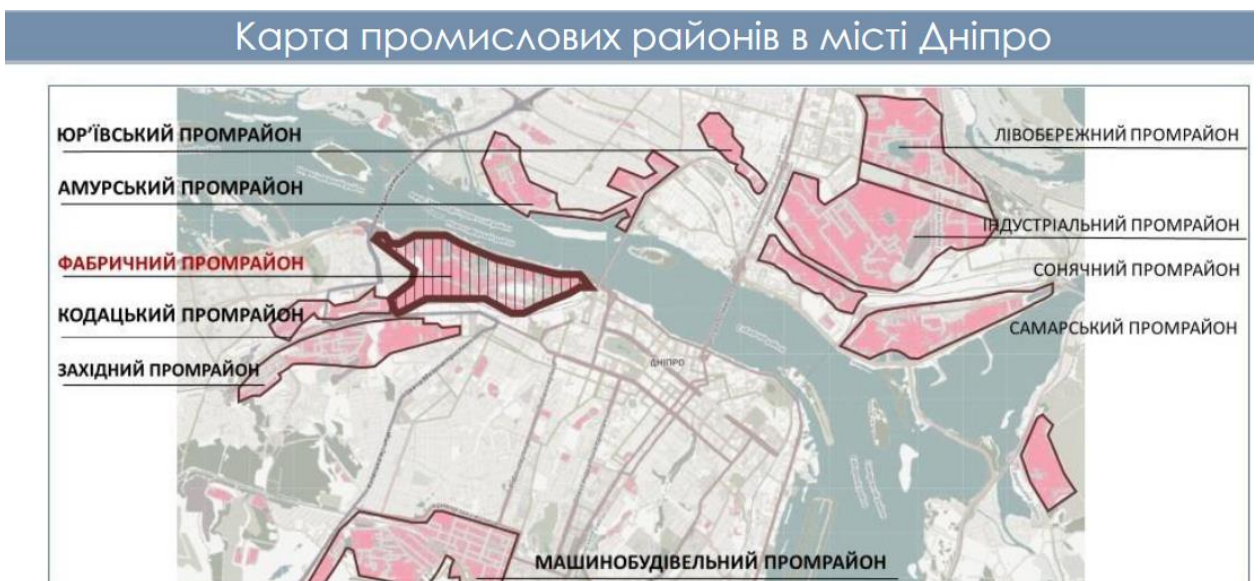 Карта промислових районів в місті Дніпро
ЮР'ЇВСЬКИЙ ПРОМРАЙОН
ЛІВОБЕРЕЖНИЙ ПРОМРАЙОН
АМУРСЬКИЙ ПРОМРАЙОН
ІНДУСТРІАЛЬНИЙ ПРОМРАЙОН
ФАБРИЧНИЙ ПРОМРАЙОН
СОНЯЧНИЙ ПРОМРАЙОН
КОДАЦЬКИЙ ПРОМРАЙОН
САМАРСЬКИЙ ПРОМРАЙОН
ЗАХІДНИЙ ПРОМРАЙОН
ДНІПРО
МАШИНОБУДІВЕЛЬНИЙ ПРОМРАЙОН